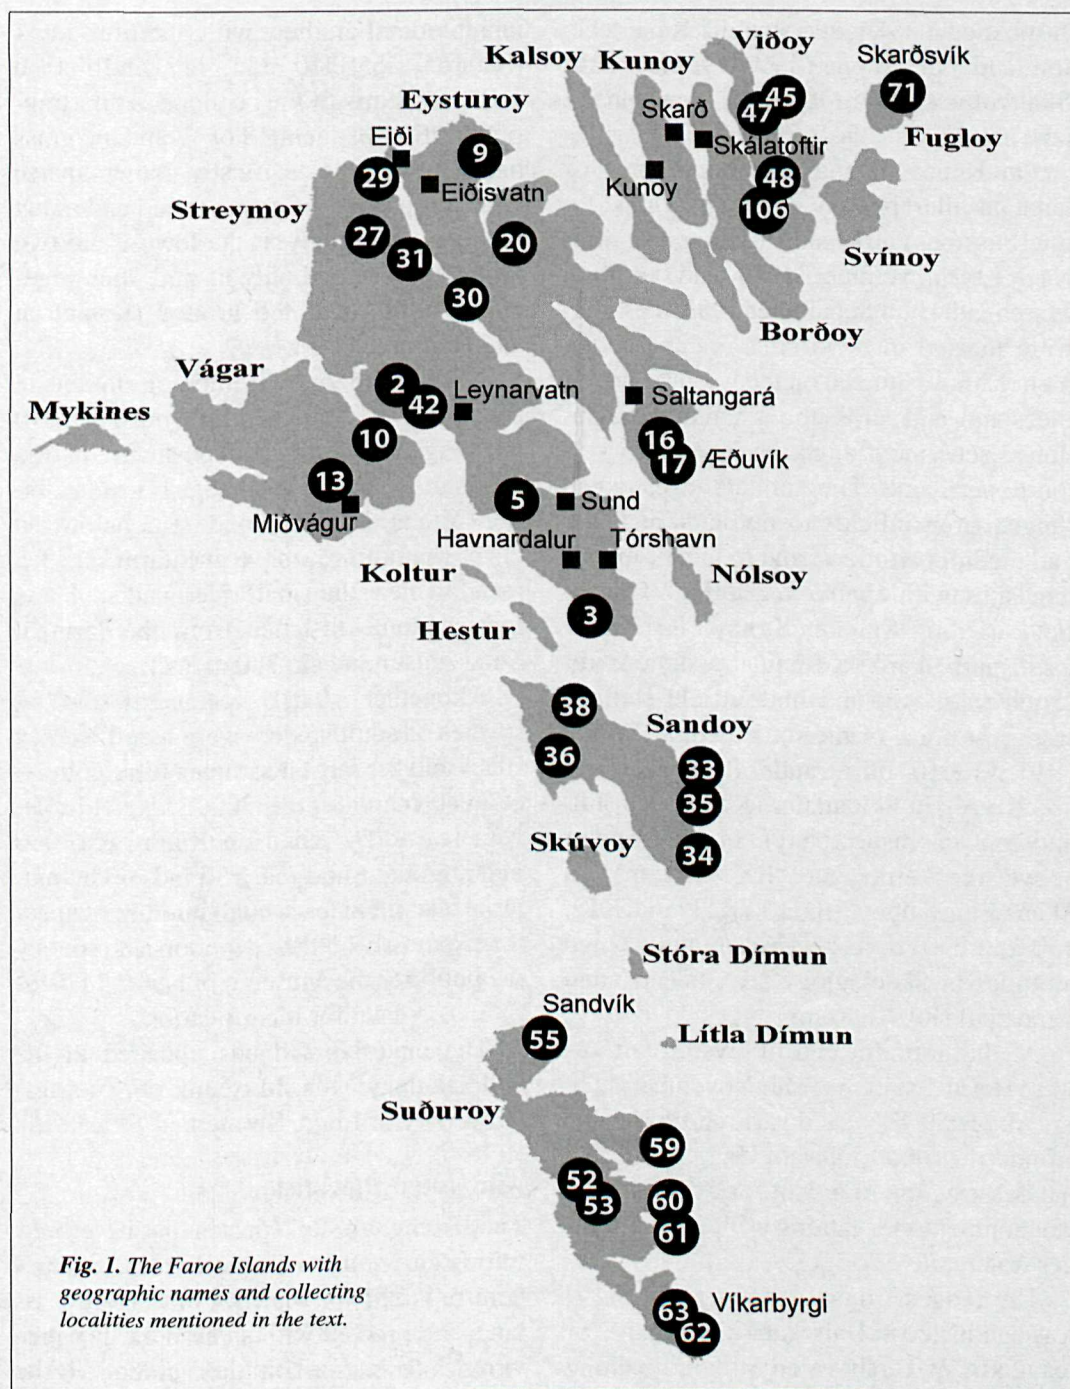 Viðoy
Kalsoy Kunoy
Skarðsvík
Eysturoy
45
71
47
Skarð
Fugloy
Eiði
9
Skálatoftir
29
Eiðisvatn
Kunoy
48
Streymoy
106
27
20
31
Svínoy
30
Borðoy
Vágar
2
Leynarvatn
Saltangará
Mykines
42
10
16
17
Æðuvík
13
5
Sund
Miðvágur
Havnardalur
Tórshavn
Koltur
Nólsoy
Hestur
3
38
Sandoy
36
33
35
Skúvoy
34
Stóra Dímun
Sandvík
55
Lítla Dímun
Suðuroy
59
52
53
60
61
Fig. 1. The Faroe Islands with
geographic names and collecting
localities mentioned in the text.
63
Víkarbyrgi
62